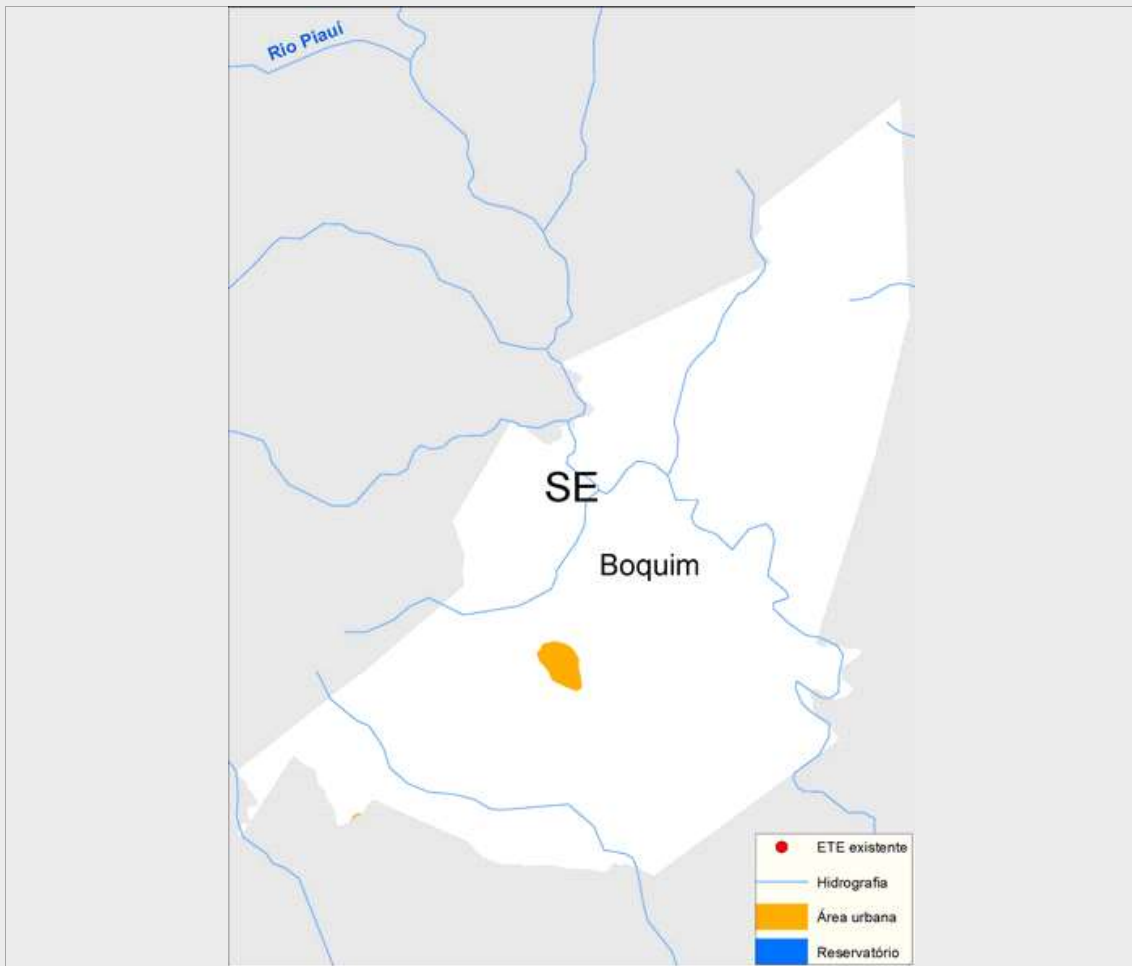 Rio Piauí
SE
Boquim
ETE existente
Hidrografia
Área urbana
Reservatório